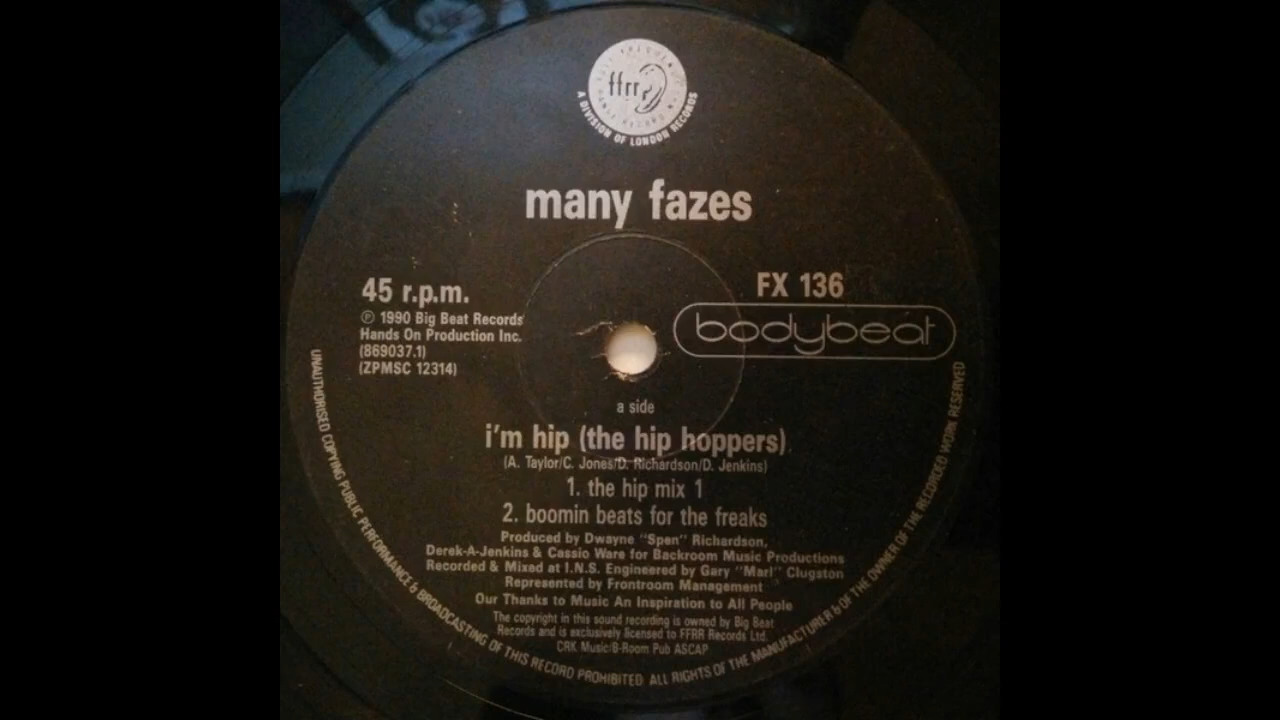 ffrr
A DIVISION OF LONDON RECORDS
many fazes
45 r.p.m.
℗ 1990 Big Beat Records
Hands On Production Inc.
(869037.1)
(ZPMSC 12314)
FX 136
bodybeat
a side
i'm hip (the hip hoppers)
(A. Taylor/C. Jones/D. Richardson/D. Jenkins)
1. the hip mix 1
2. boomin beats for the freaks
Produced by Dwayne "Spen" Richardson,
Derek-A-Jenkins & Cassio Ware for Backroom Music Productions
Recorded & Mixed at I.N.S. Engineered by Gary "Marl" Clugston
Represented by Frontroom Management
Our Thanks to Music An Inspiration to All People
The copyright in this sound recording is owned by Big Beat
Records and is exclusively licensed to FFRR Records Ltd.
CRK Music/B-Room Pub ASCAP
UNAUTHORISED COPYING PUBLIC PERFORMANCE & BROADCASTING OF THIS RECORD PROHIBITED ALL RIGHTS OF THE MANUFACTURER & OF THE OWNER OF THE RECORDED WORK RESERVED